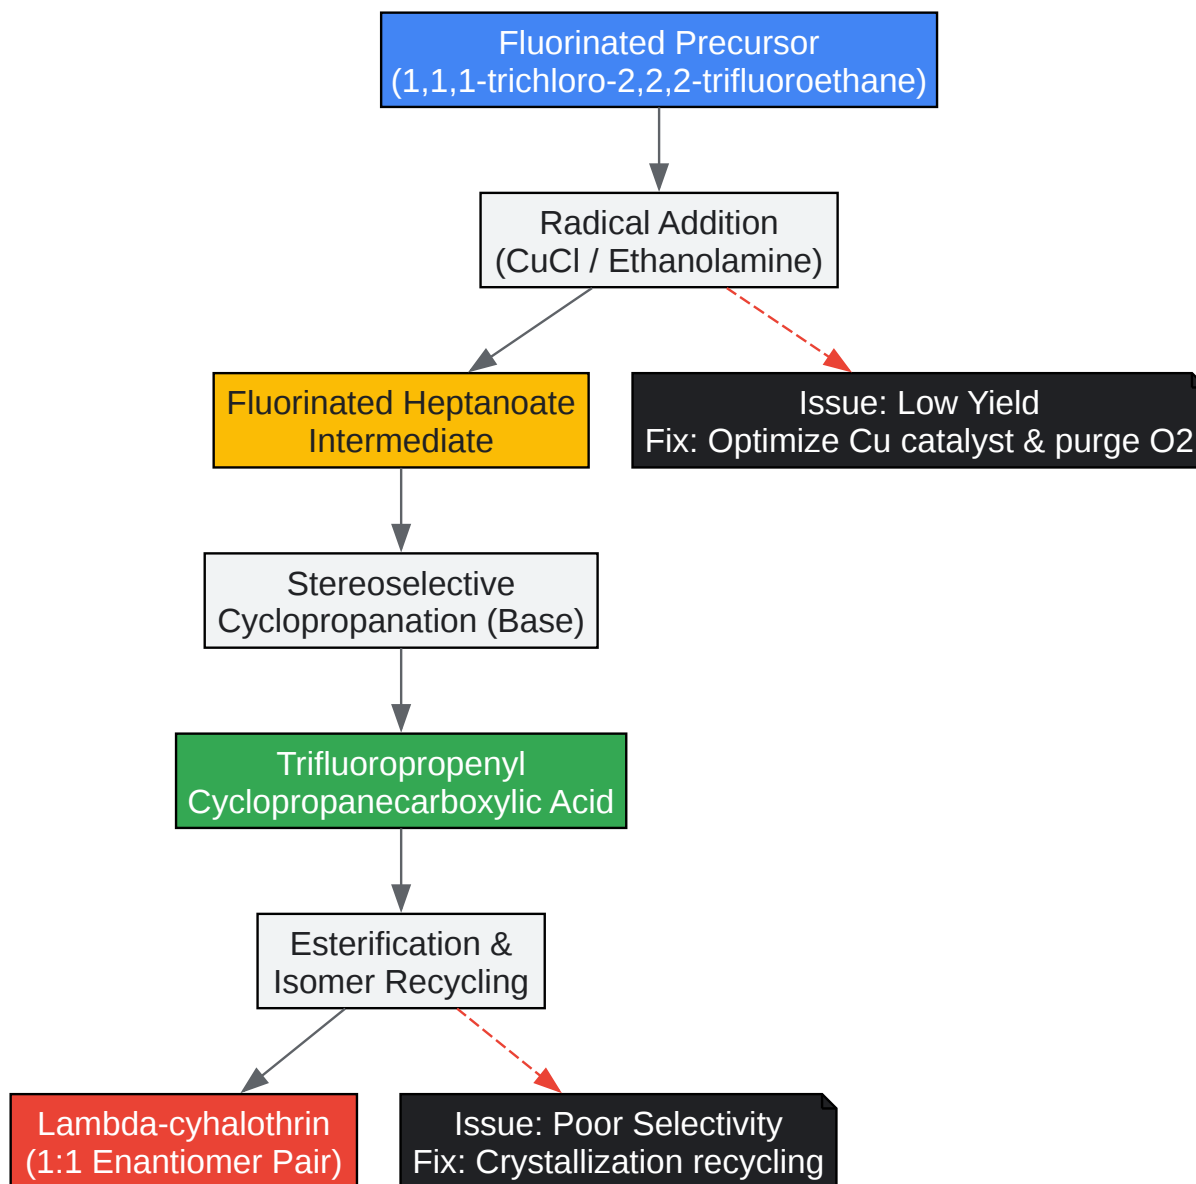 Fluorinated Precursor
(1,1,1-trichloro-2,2,2-trifluoroethane)
Radical Addition
(CuCl / Ethanolamine)
Fluorinated Heptanoate
Intermediate
Issue: Low Yield
Fix: Optimize Cu catalyst & purge O2
Stereoselective
Cyclopropanation (Base)
Trifluoropropenyl
Cyclopropanecarboxylic Acid
Esterification &
Isomer Recycling
Lambda-cyhalothrin
(1:1 Enantiomer Pair)
Issue: Poor Selectivity
Fix: Crystallization recycling